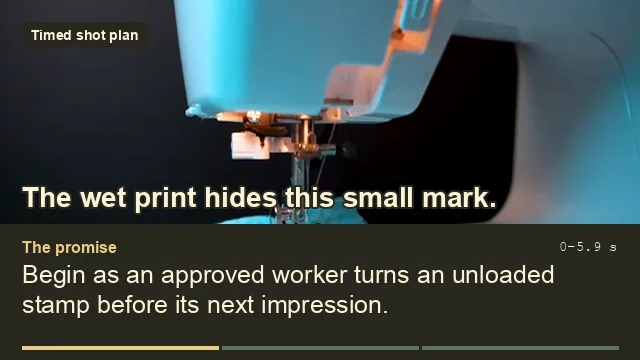 Timed shot plan
The wet print hides this small mark.
The promise
0–5.9 s
Begin as an approved worker turns an unloaded
stamp before its next impression.